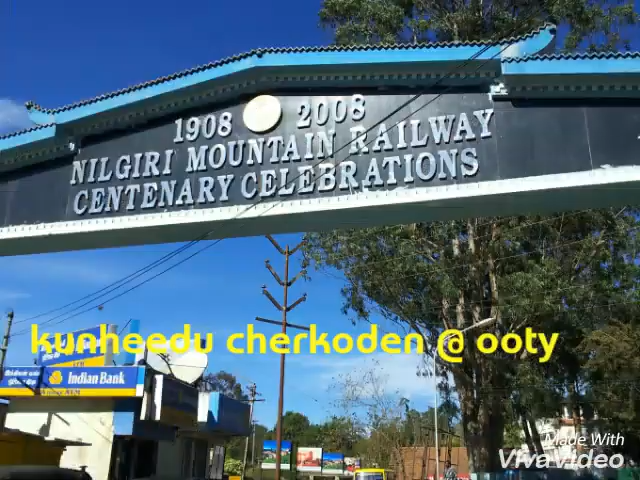 1908 2008
NILGIRI MOUNTAIN RAILWAY
CENTENARY CELEBRATIONS
kunheedu cherkoden @ ooty
Indian Bank
Made With
VivaVideo